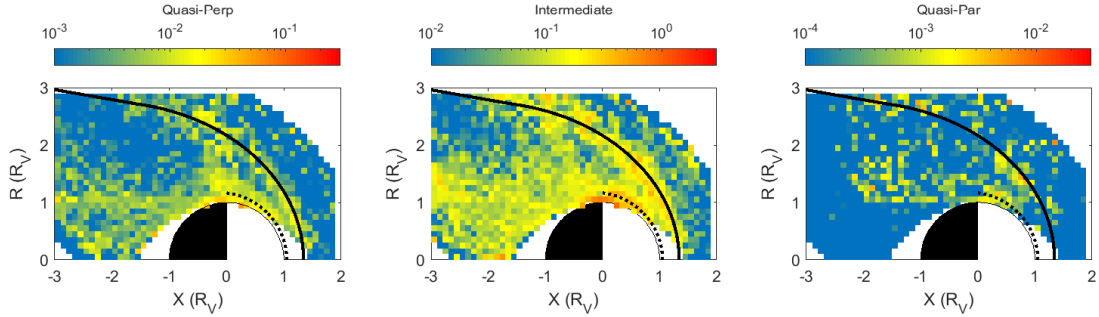 Quasi-Perp
10^-3 10^-2 10^-1
R (R_V)
3
2
1
0
-3 -2 -1 0 1 2
X (R_V)
Intermediate
10^-2 10^-1 10^0
R (R_V)
3
2
1
0
-3 -2 -1 0 1 2
X (R_V)
Quasi-Par
10^-4 10^-3 10^-2
R (R_V)
3
2
1
0
-3 -2 -1 0 1 2
X (R_V)